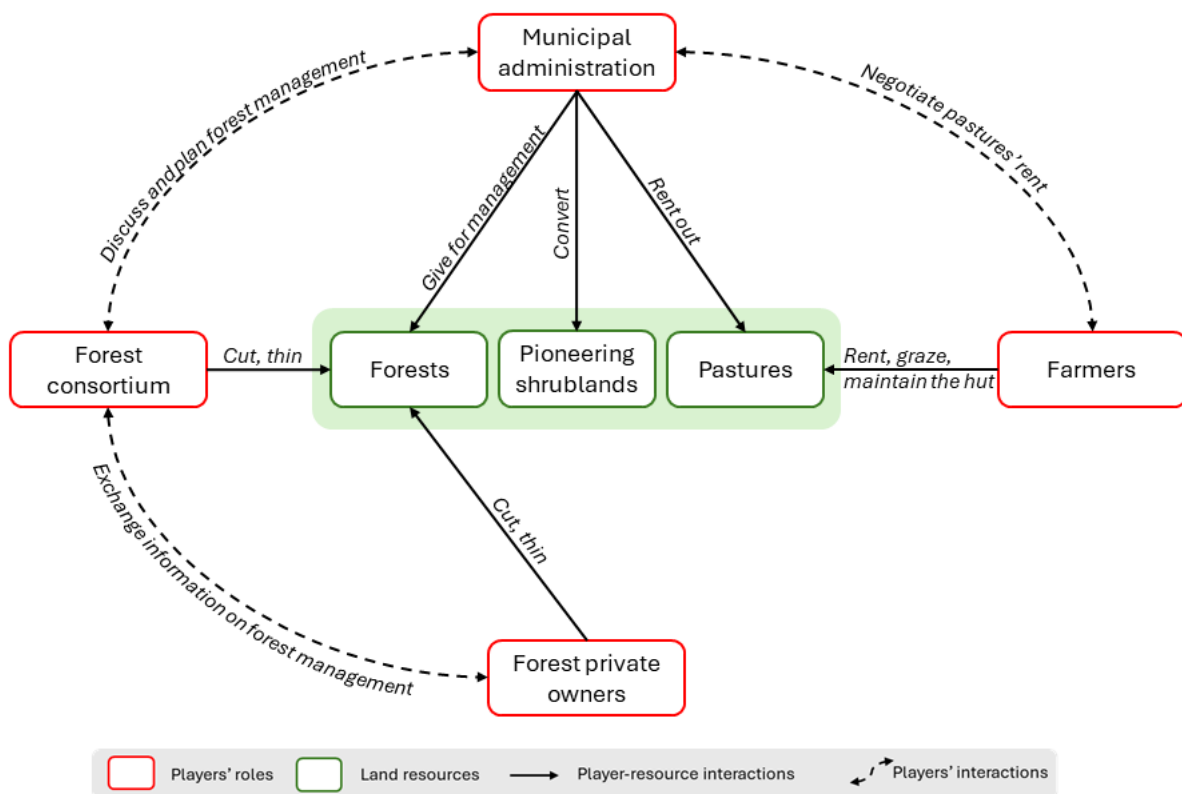 Municipal
administration
Discuss and plan forest management
Negotiate pastures' rent
Give for management
Convert
Rent out
Forest
consortium
Cut, thin
Forests
Pioneering
shrublands
Pastures
Rent, graze,
maintain the hut
Farmers
Exchange information on forest management
Cut, thin
Forest private
owners
Players' roles
Land resources
Player-resource interactions
Players' interactions